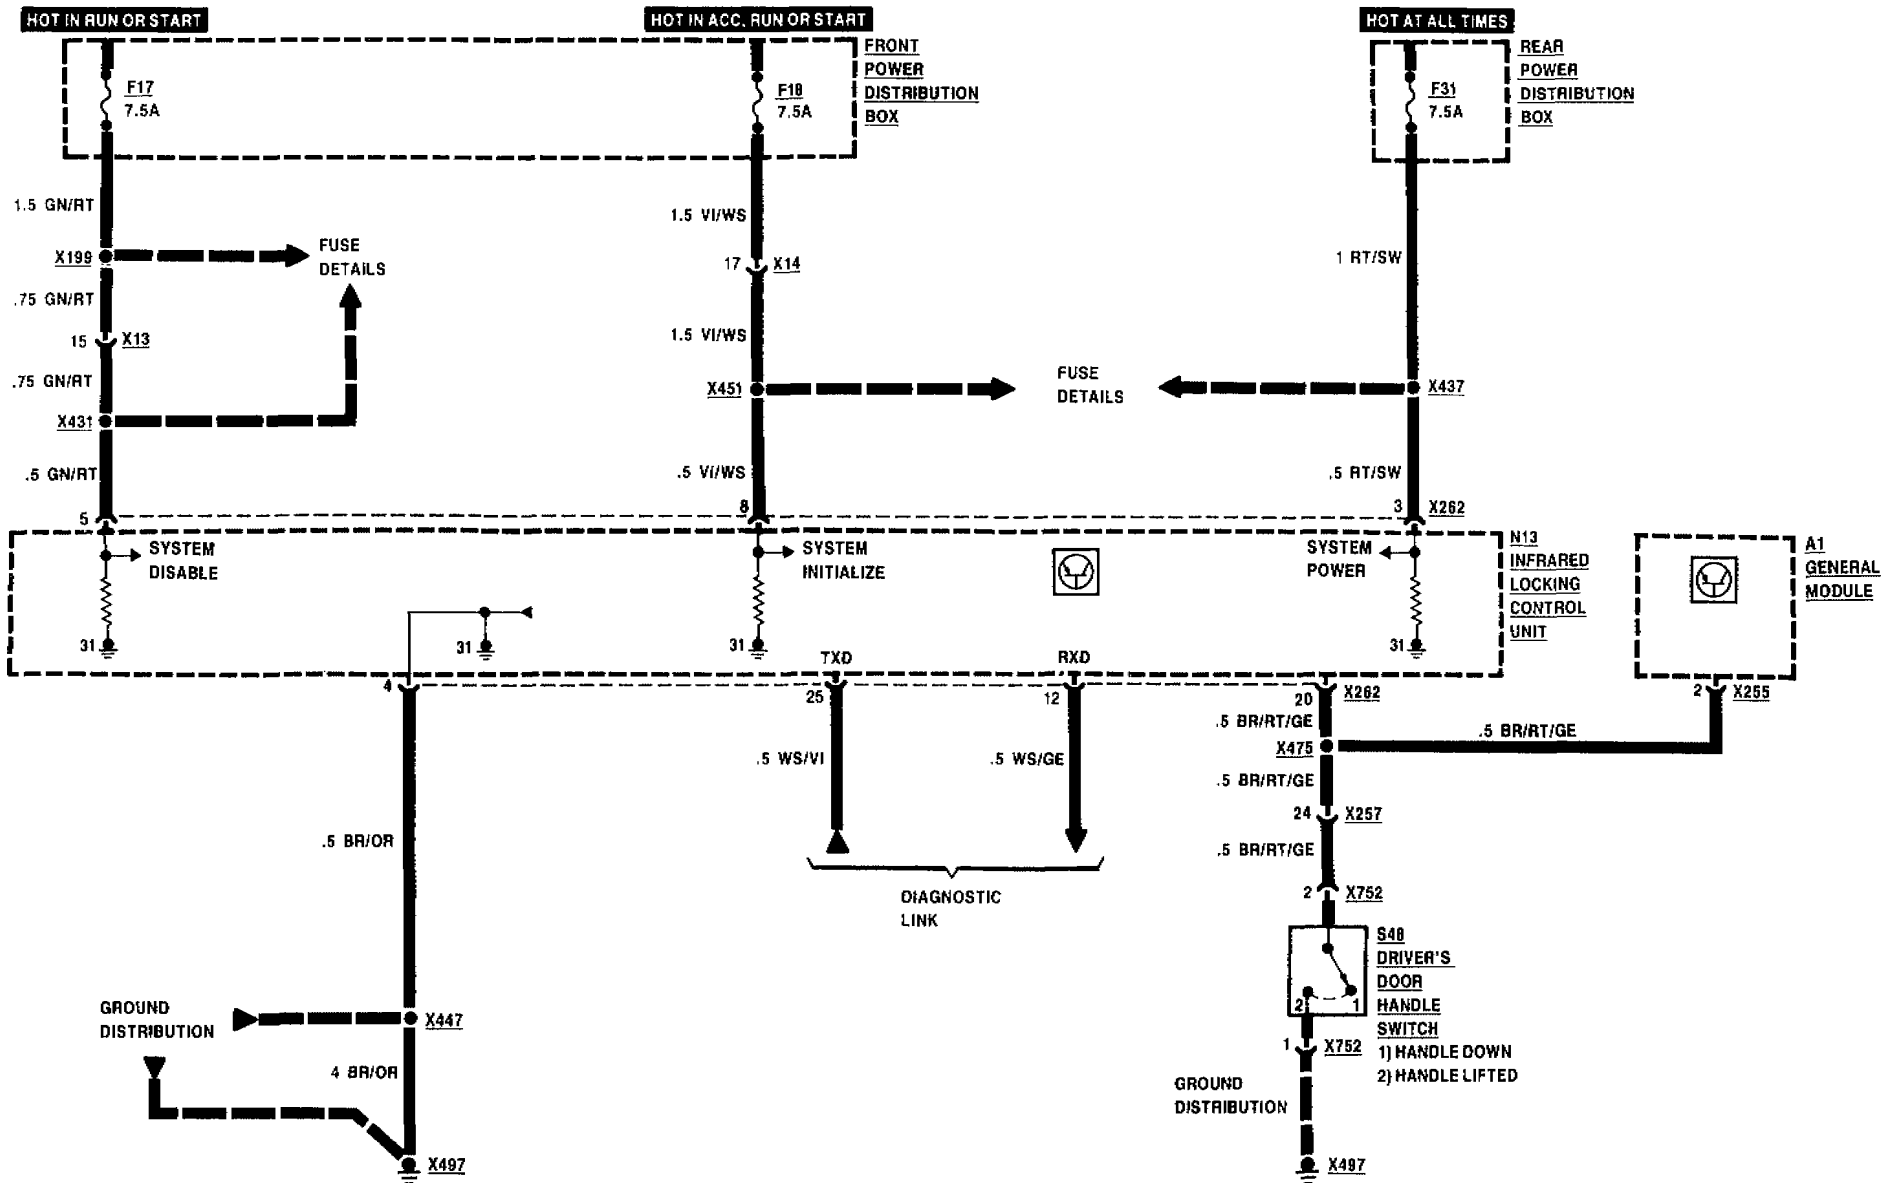 HOT IN RUN OR START
HOT IN ACC, RUN OR START
HOT AT ALL TIMES
F17
7.5A
F18
7.5A
FRONT
POWER
DISTRIBUTION
BOX
F31
7.5A
REAR
POWER
DISTRIBUTION
BOX
1.5 GN/RT
X199
FUSE
DETAILS
.75 GN/RT
15 X13
.75 GN/RT
X431
.5 GN/RT
5
1.5 VI/WS
17 X14
1.5 VI/WS
X451
FUSE
DETAILS
.5 VI/WS
8
1 RT/SW
X437
.5 RT/SW
3 X262
SYSTEM
DISABLE
31
31
SYSTEM
INITIALIZE
31
SYSTEM
POWER
31
N13
INFRARED
LOCKING
CONTROL
UNIT
A1
GENERAL
MODULE
TXD
RXD
4
25
12
20 X262
2 X255
.5 BR/RT/GE
.5 BR/RT/GE
X475
.5 WS/VI
.5 WS/GE
.5 BR/RT/GE
24 X257
.5 BR/OR
.5 BR/RT/GE
DIAGNOSTIC
LINK
2 X752
S48
DRIVER'S
DOOR
HANDLE
SWITCH
1) HANDLE DOWN
2) HANDLE LIFTED
2 1
1 X752
GROUND
DISTRIBUTION
X447
4 BR/OR
X497
GROUND
DISTRIBUTION
X497